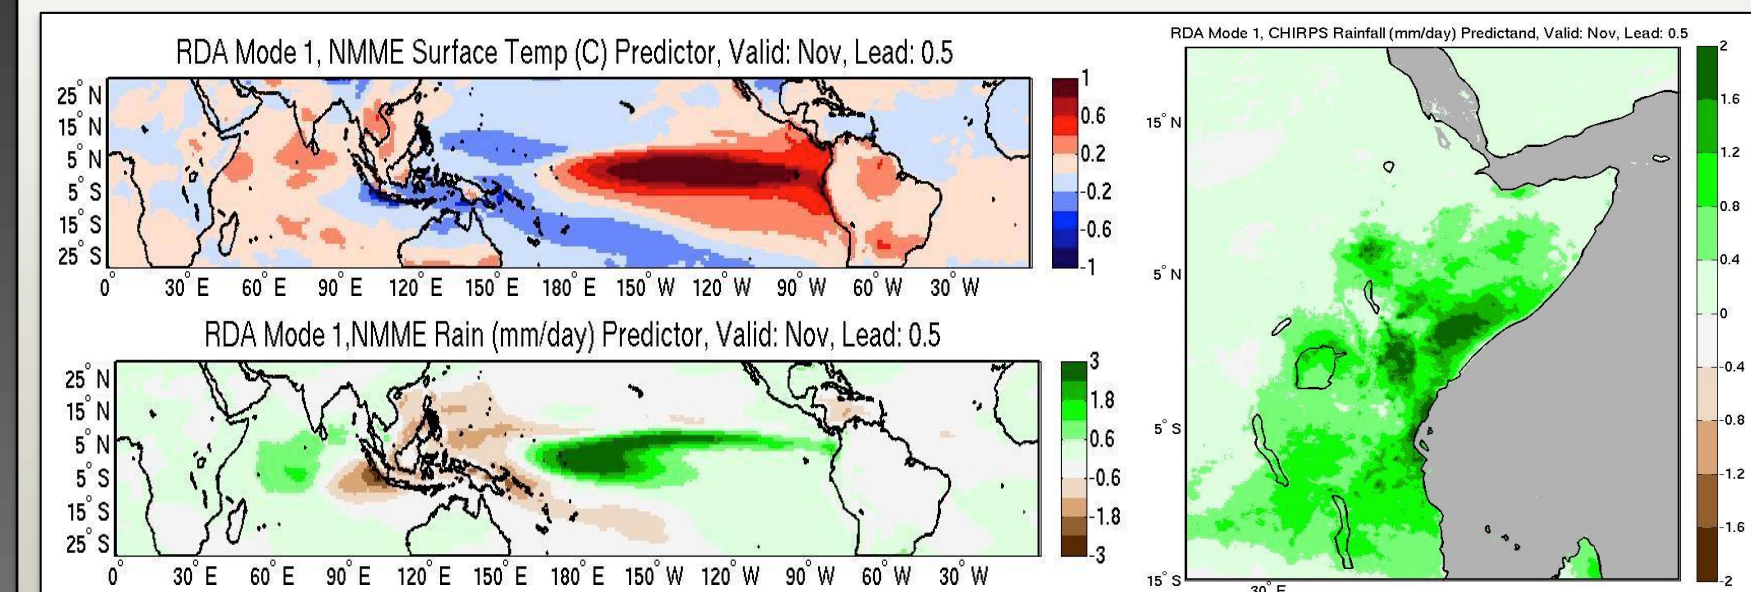 RDA Mode 1, NMME Surface Temp (C) Predictor, Valid: Nov, Lead: 0.5
25° N
15° N
5° N
5° S
15° S
25° S
0° 30° E 60° E 90° E 120° E 150° E 180° E 150° W 120° W 90° W 60° W 30° W
1
0.6
0.2
-0.2
-0.6
-1
RDA Mode 1,NMME Rain (mm/day) Predictor, Valid: Nov, Lead: 0.5
25° N
15° N
5° N
5° S
15° S
25° S
0° 30° E 60° E 90° E 120° E 150° E 180° E 150° W 120° W 90° W 60° W 30° W
3
1.8
0.6
-0.6
-1.8
-3
RDA Mode 1, CHIRPS Rainfall (mm/day) Predictand, Valid: Nov, Lead: 0.5
15° N
5° N
5° S
15° S
30° E
2
1.6
1.2
0.8
0.4
0
-0.4
-0.8
-1.2
-1.6
-2